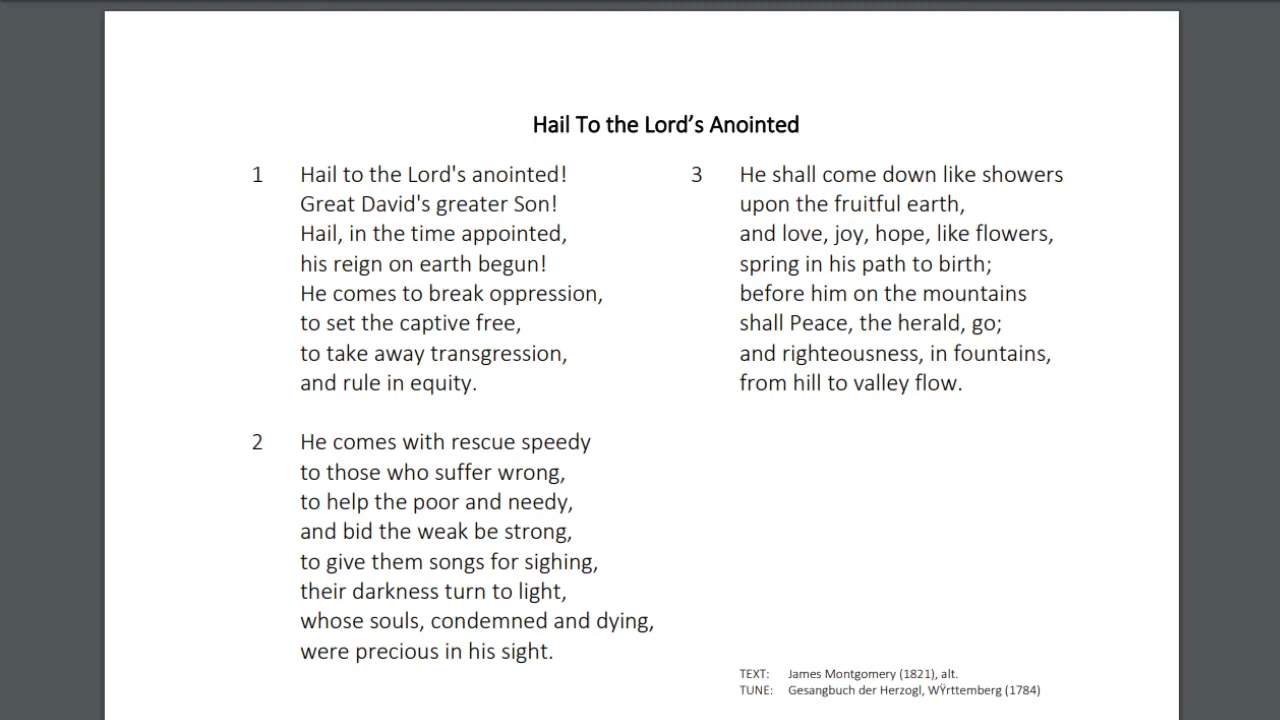 Hail To the Lord’s Anointed
1 Hail to the Lord's anointed!
Great David's greater Son!
Hail, in the time appointed,
his reign on earth begun!
He comes to break oppression,
to set the captive free,
to take away transgression,
and rule in equity.
2 He comes with rescue speedy
to those who suffer wrong,
to help the poor and needy,
and bid the weak be strong,
to give them songs for sighing,
their darkness turn to light,
whose souls, condemned and dying,
were precious in his sight.
3 He shall come down like showers
upon the fruitful earth,
and love, joy, hope, like flowers,
spring in his path to birth;
before him on the mountains
shall Peace, the herald, go;
and righteousness, in fountains,
from hill to valley flow.
TEXT: James Montgomery (1821), alt.
TUNE: Gesangbuch der Herzogl, WŸrttemberg (1784)